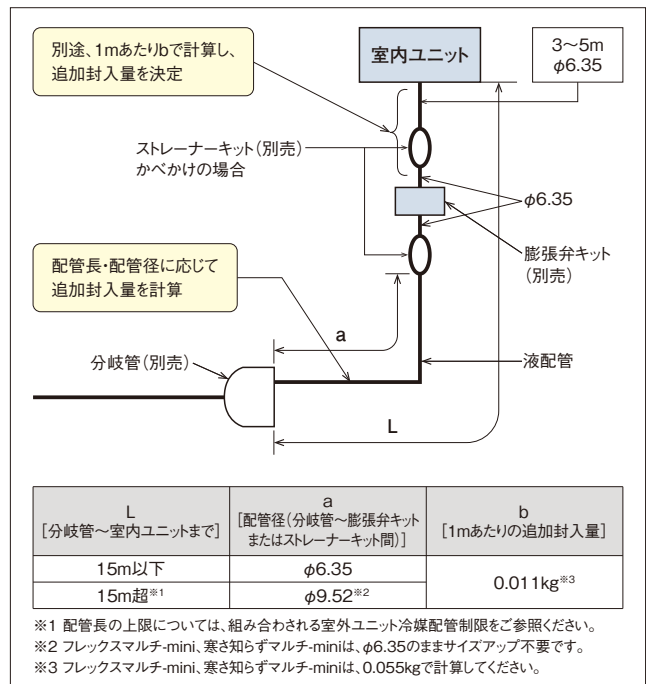 別途、1mあたりbで計算し、
追加封入量を決定
室内ユニット
3〜5m
φ6.35
ストレーナーキット(別売)
かべかけの場合
φ6.35
膨張弁キット
(別売)
配管長・配管径に応じて
追加封入量を計算
a
分岐管(別売)
液配管
L
L
[分岐管〜室内ユニットまで]
a
[配管径(分岐管〜膨張弁キット
またはストレーナーキット間)]
b
[1mあたりの追加封入量]
15m以下
φ6.35
0.011kg※3
15m超※1
φ9.52※2
※1 配管長の上限については、組み合わされる室外ユニット冷媒配管制限をご参照ください。
※2 フレックスマルチ-mini、寒さ知らずマルチ-miniは、φ6.35のままサイズアップ不要です。
※3 フレックスマルチ-mini、寒さ知らずマルチ-miniは、0.055kgで計算してください。